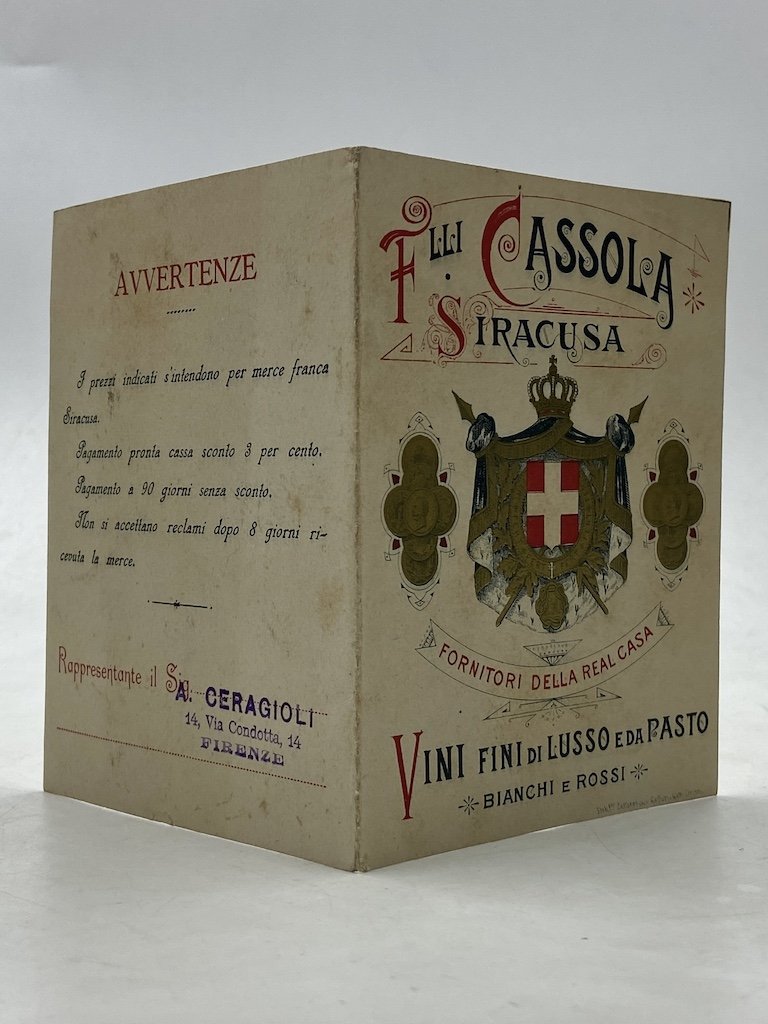 AVVERTENZE
I prezzi indicati s'intendono per merce franca
Siracusa.
Pagamento pronta cassa sconto 3 per cento.
Pagamento a 90 giorni senza sconto.
Non si accettano reclami dopo 8 giorni ri-
cevuta la merce.
Rappresentante il Sig.
A. CERAGIOLI
14, Via Condotta, 14
FIRENZE
FLLI CASSOLA
SIRACUSA
FORNITORI DELLA REAL CASA
VINI FINI DI LUSSO E DA PASTO
BIANCHI E ROSSI